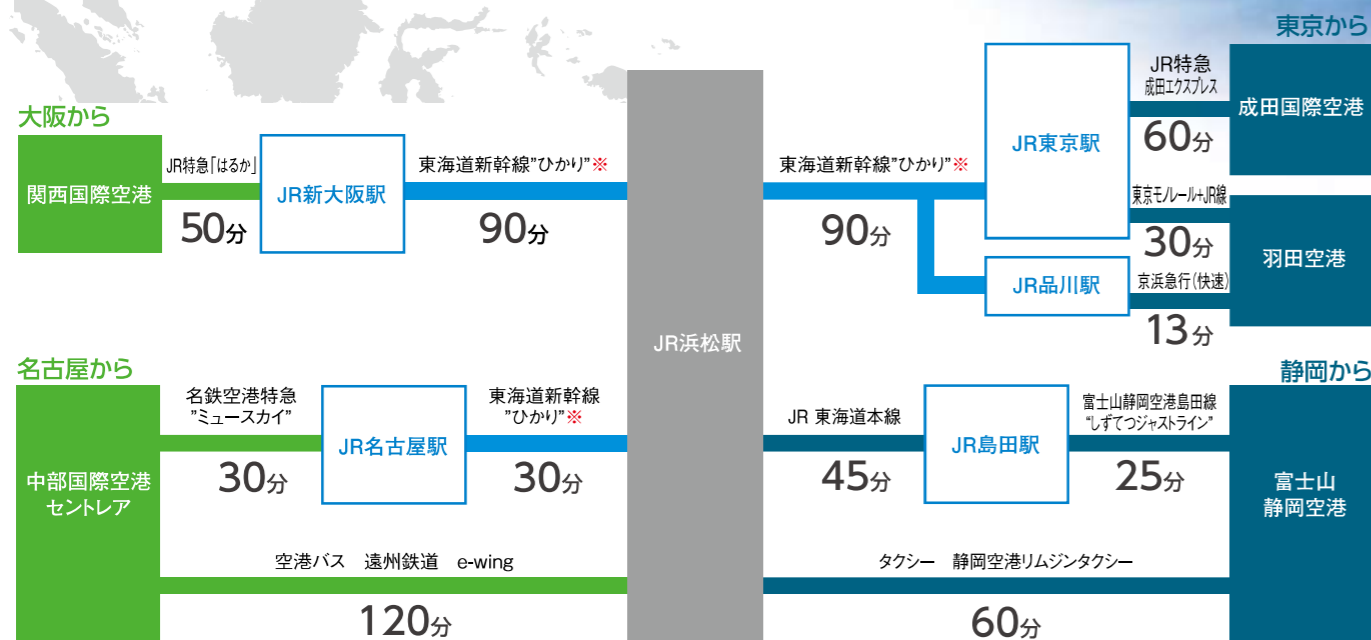 東京から
JR特急
成田エクスプレス
60分
成田国際空港
JR東京駅
大阪から
関西国際空港
JR特急「はるか」
50分
JR新大阪駅
東海道新幹線”ひかり”※
90分
東海道新幹線”ひかり”※
90分
東京モノレール+JR線
30分
羽田空港
JR品川駅
京浜急行(快速)
13分
JR浜松駅
名古屋から
中部国際空港
セントレア
名鉄空港特急
”ミュースカイ”
30分
JR名古屋駅
東海道新幹線
”ひかり”※
30分
空港バス 遠州鉄道 e-wing
120分
静岡から
JR 東海道本線
45分
JR島田駅
富士山静岡空港島田線
“しずてつジャストライン”
25分
富士山
静岡空港
タクシー 静岡空港リムジンタクシー
60分